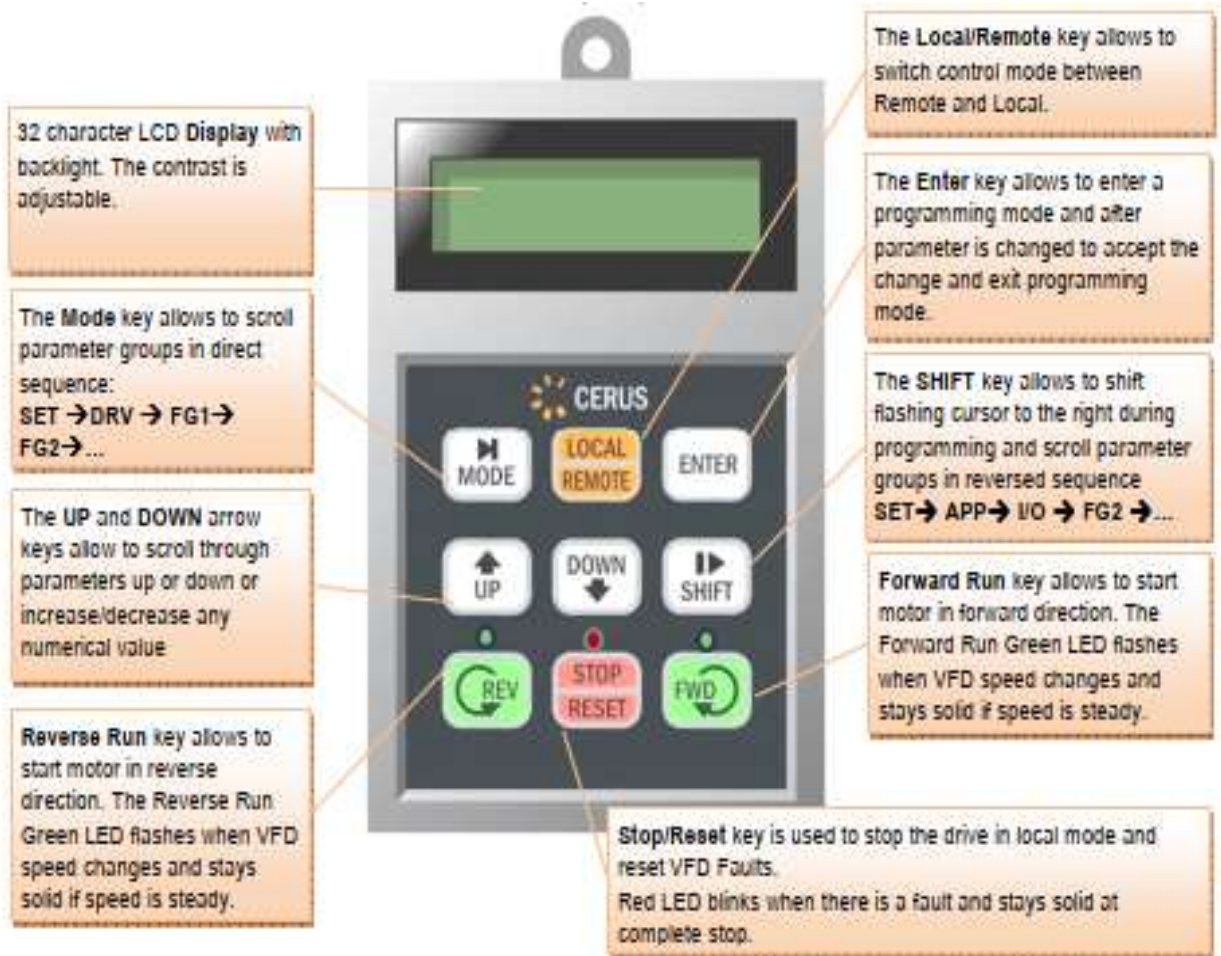 32 character LCD Display with
backlight. The contrast is
adjustable.
The Mode key allows to scroll
parameter groups in direct
sequence:
SET →DRV → FG1→
FG2→...
The UP and DOWN arrow
keys allow to scroll through
parameters up or down or
increase/decrease any
numerical value
Reverse Run key allows to
start motor in reverse
direction. The Reverse Run
Green LED flashes when VFD
speed changes and stays
solid if speed is steady.
CERUS
MODE
LOCAL
REMOTE
ENTER
UP
DOWN
SHIFT
REV
STOP
RESET
FWD
The Local/Remote key allows to
switch control mode between
Remote and Local.
The Enter key allows to enter a
programming mode and after
parameter is changed to accept the
change and exit programming
mode.
The SHIFT key allows to shift
flashing cursor to the right during
programming and scroll parameter
groups in reversed sequence
SET→ APP→ I/O → FG2 →...
Forward Run key allows to start
motor in forward direction. The
Forward Run Green LED flashes
when VFD speed changes and
stays solid if speed is steady.
Stop/Reset key is used to stop the drive in local mode and
reset VFD Faults.
Red LED blinks when there is a fault and stays solid at
complete stop.